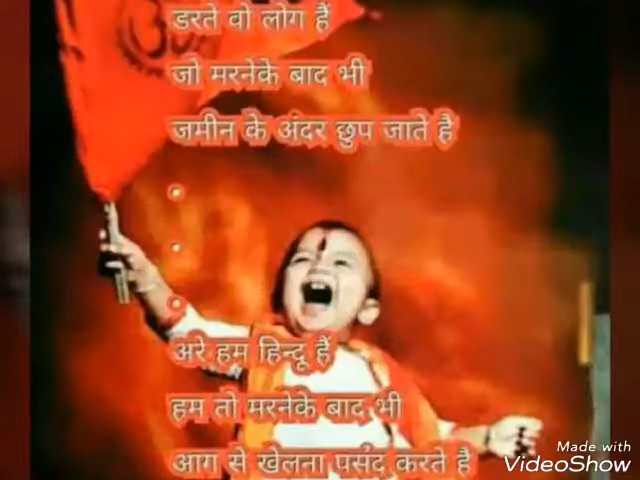 डरते वो लोग हैं
जो मरनेके बाद भी
जमीन के अंदर छुप जाते है
अरे हम हिन्दू हैं
हम तो मरनेके बाद भी
आग से खेलना पसंद करते है
Made with
VideoShow